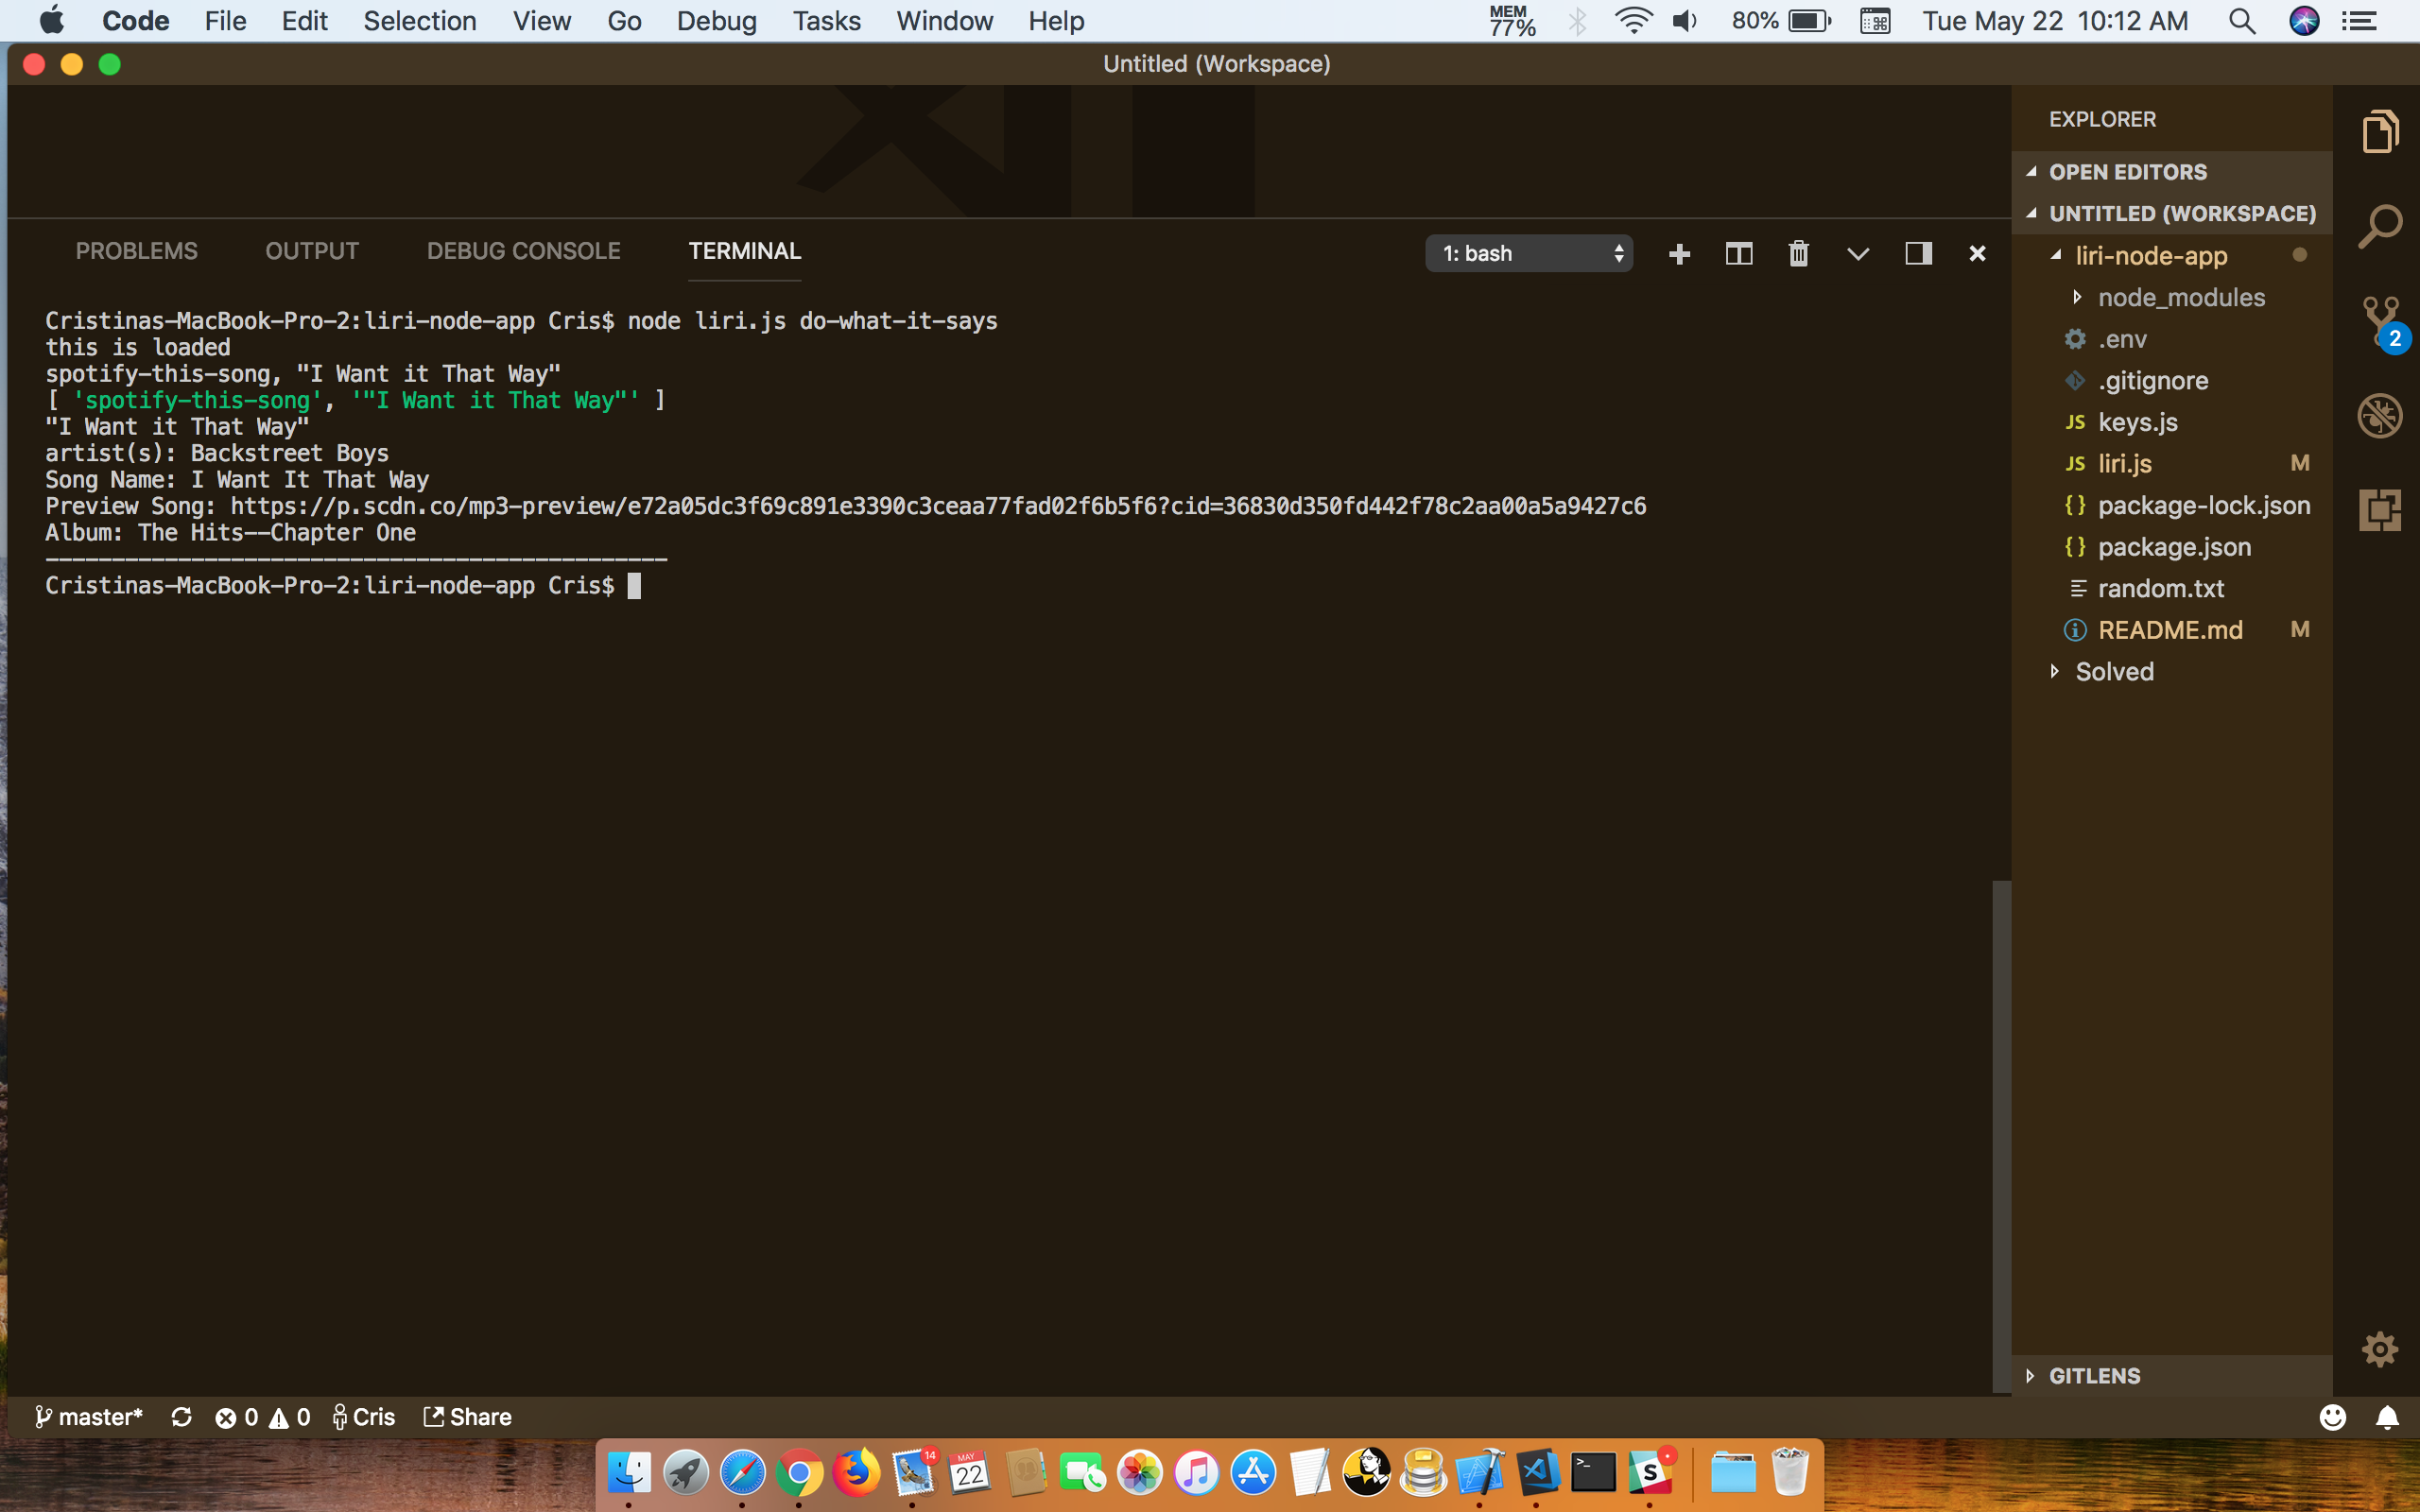 Code File Edit Selection View Go Debug Tasks Window Help MEM 77% 80% Tue May 22 10:12 AM
Untitled (Workspace)
PROBLEMS OUTPUT DEBUG CONSOLE TERMINAL 1: bash
Cristinas-MacBook-Pro-2:liri-node-app Cris$ node liri.js do-what-it-says
this is loaded
spotify-this-song, "I Want it That Way"
[ 'spotify-this-song', '"I Want it That Way"' ]
"I Want it That Way"
artist(s): Backstreet Boys
Song Name: I Want It That Way
Preview Song: https://p.scdn.co/mp3-preview/e72a05dc3f69c891e3390c3ceaa77fad02f6b5f6?cid=36830d350fd442f78c2aa00a5a9427c6
Album: The Hits--Chapter One
-----------------------------------------------
Cristinas-MacBook-Pro-2:liri-node-app Cris$
EXPLORER
OPEN EDITORS
UNTITLED (WORKSPACE)
liri-node-app
node_modules
.env
.gitignore
JS keys.js
JS liri.js M
{} package-lock.json
{} package.json
random.txt
README.md M
Solved
GITLENS
2
master* 0 0 Cris Share
14
MAY
22